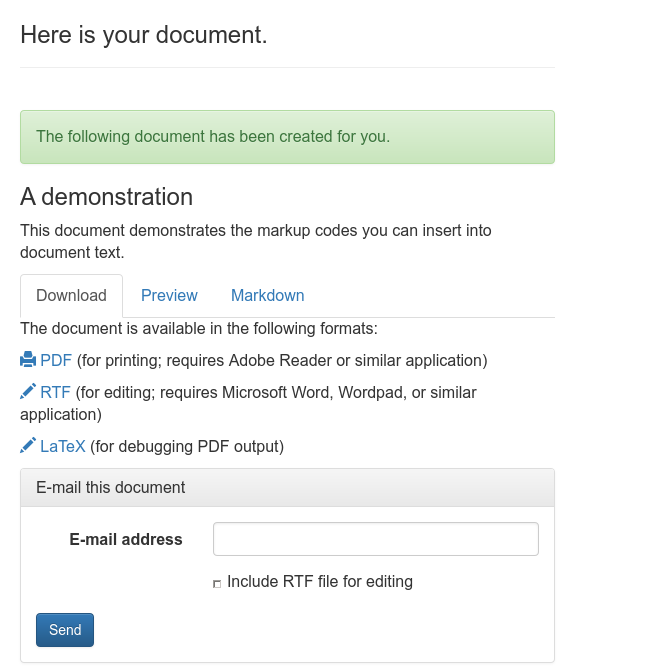 Here is your document.
The following document has been created for you.
A demonstration
This document demonstrates the markup codes you can insert into
document text.
Download Preview Markdown
The document is available in the following formats:
PDF (for printing; requires Adobe Reader or similar application)
RTF (for editing; requires Microsoft Word, Wordpad, or similar
application)
LaTeX (for debugging PDF output)
E-mail this document
E-mail address
Include RTF file for editing
Send